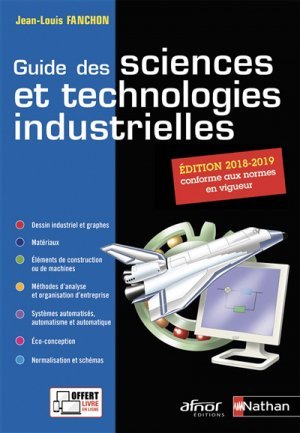 Jean-Louis FANCHON
Guide des sciences
et technologies
industrielles
ÉDITION 2018-2019
conforme aux normes
en vigueur
Dessin industriel et graphes
Matériaux
Éléments de construction
ou de machines
Méthodes d'analyse
et organisation d'entreprise
Systèmes automatisés,
automatisme et automatique
Éco-conception
Normalisation et schémas
OFFERT
LIVRE
EN LIGNE
afnor
ÉDITIONS
Nathan